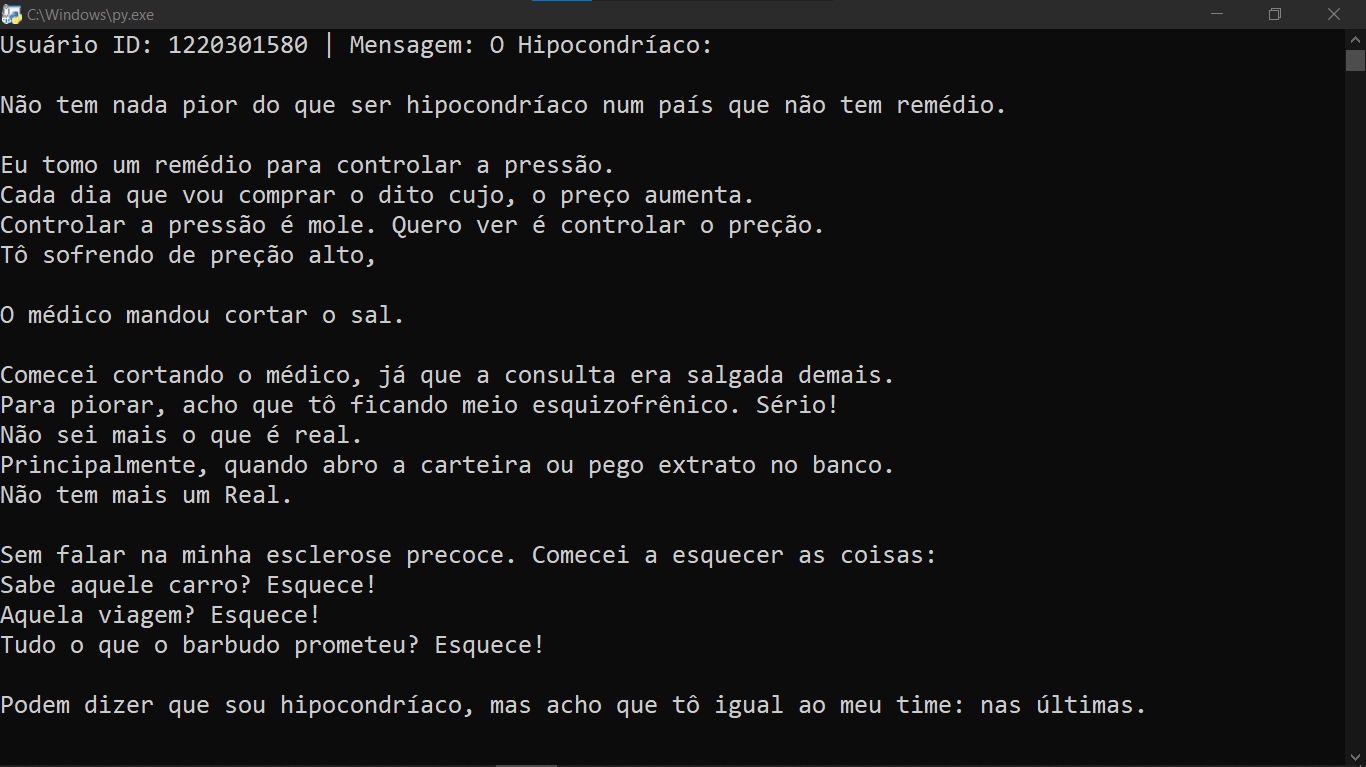 C:\Windows\py.exe
Usuário ID: 1220301580 | Mensagem: O Hipocondríaco:
Não tem nada pior do que ser hipocondríaco num país que não tem remédio.
Eu tomo um remédio para controlar a pressão.
Cada dia que vou comprar o dito cujo, o preço aumenta.
Controlar a pressão é mole. Quero ver é controlar o preção.
Tô sofrendo de preção alto,
O médico mandou cortar o sal.
Comecei cortando o médico, já que a consulta era salgada demais.
Para piorar, acho que tô ficando meio esquizofrênico. Sério!
Não sei mais o que é real.
Principalmente, quando abro a carteira ou pego extrato no banco.
Não tem mais um Real.
Sem falar na minha esclerose precoce. Comecei a esquecer as coisas:
Sabe aquele carro? Esquece!
Aquela viagem? Esquece!
Tudo o que o barbudo prometeu? Esquece!
Podem dizer que sou hipocondríaco, mas acho que tô igual ao meu time: nas últimas.